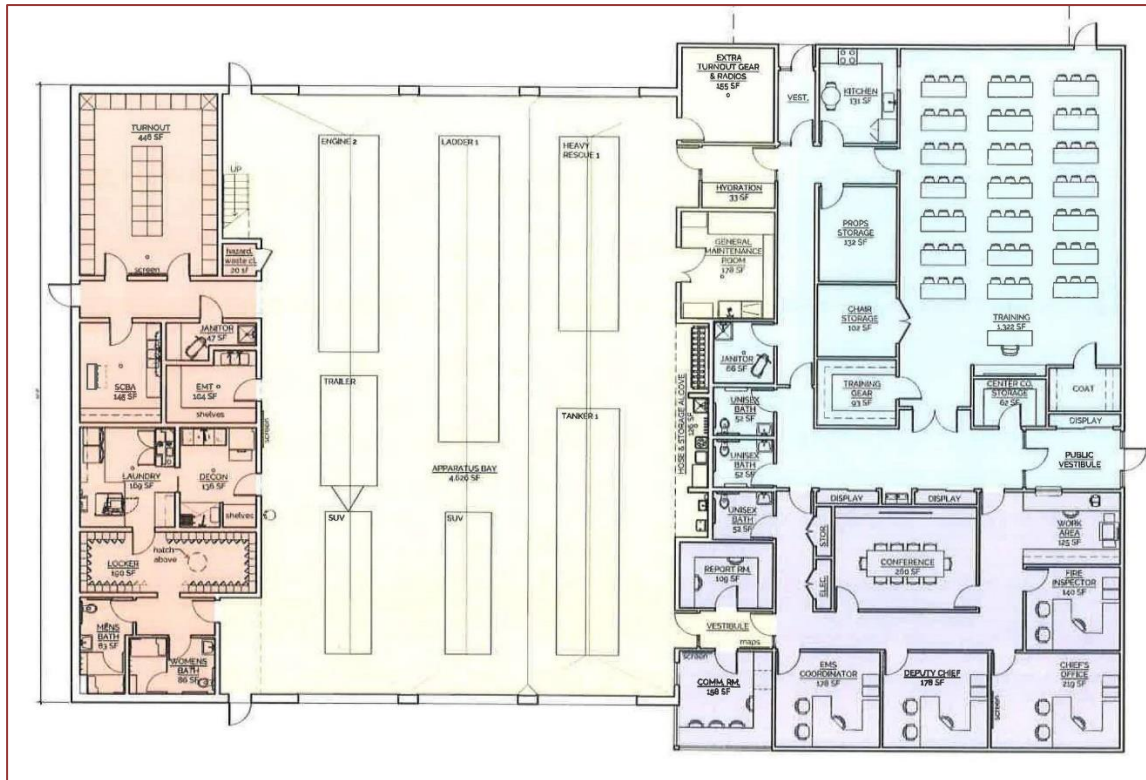 TURNOUT
446 SF
screen
UP
hazard.
waste cl.
20 sf
JANITOR
47 SF
SCBA
148 SF
EMT
104 SF
shelves
screen
LAUNDRY
169 SF
DECON
136 SF
shelves
LOCKER
190 SF
hatch
above
MENS
BATH
83 SF
WOMENS
BATH
86 SF
ENGINE 2
LADDER 1
HEAVY
RESCUE 1
TRAILER
TANKER 1
APPARATUS BAY
4,626 SF
SUV
SUV
EXTRA
TURNOUT GEAR
& RADIOS
155 SF
VEST.
KITCHEN
131 SF
HYDRATION
33 SF
GENERAL
MAINTENANCE
ROOM
178 SF
PROPS
STORAGE
132 SF
CHAIR
STORAGE
102 SF
TRAINING
1,322 SF
JANITOR
66 SF
TRAINING
GEAR
93 SF
CENTER CO.
STORAGE
62 SF
COAT
DISPLAY
HOSE & STORAGE ALCOVE
126 SF
UNISEX
BATH
52 SF
UNISEX
BATH
52 SF
UNISEX
BATH
52 SF
PUBLIC
VESTIBULE
DISPLAY
DISPLAY
STOR
ELEC
CONFERENCE
260 SF
WORK
AREA
125 SF
REPORT RM.
109 SF
FIRE
INSPECTOR
140 SF
VESTIBULE
maps
screen
COMM. RM.
158 SF
EMS
COORDINATOR
178 SF
DEPUTY CHIEF
178 SF
screen
CHIEF'S
OFFICE
219 SF